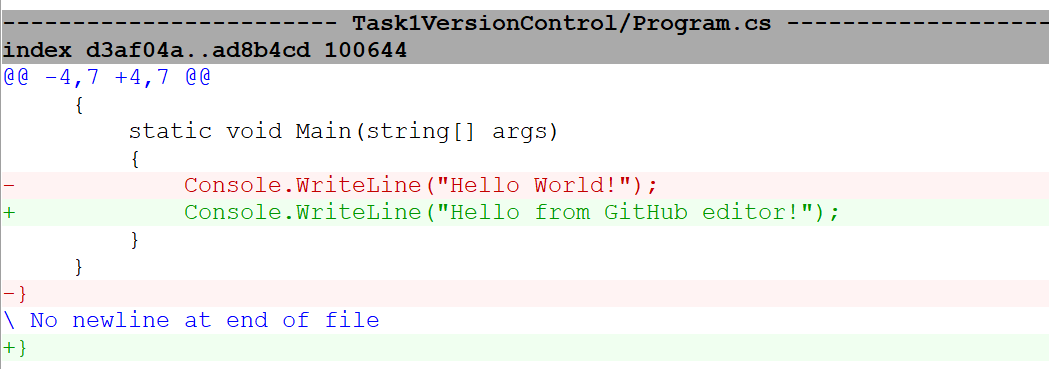 ------------------------ Task1VersionControl/Program.cs -------------------
index d3af04a..ad8b4cd 100644
@@ -4,7 +4,7 @@
     {
         static void Main(string[] args)
         {
-            Console.WriteLine("Hello World!");
+            Console.WriteLine("Hello from GitHub editor!");
         }
     }
-}
\ No newline at end of file
+}